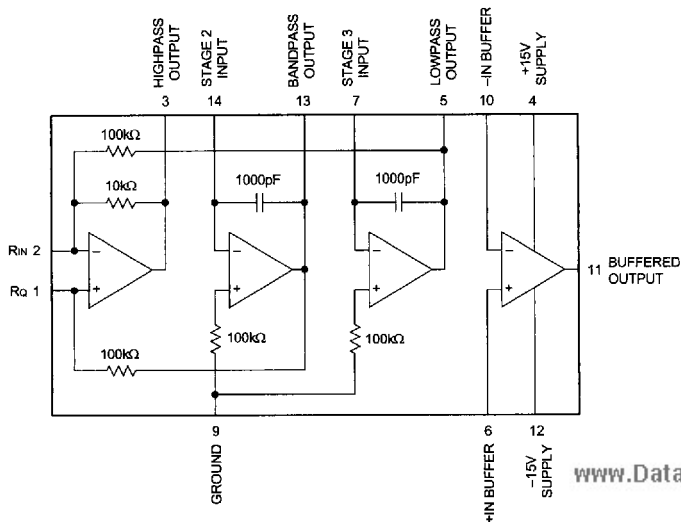 HIGHPASS
OUTPUT
STAGE 2
INPUT
BANDPASS
OUTPUT
STAGE 3
INPUT
LOWPASS
OUTPUT
–IN BUFFER
+15V
SUPPLY
3
14
13
7
5
10
4
100kΩ
10kΩ
1000pF
1000pF
RIN 2
RQ 1
–
+
–
+
–
+
–
+
11 BUFFERED
OUTPUT
100kΩ
100kΩ
100kΩ
9
6
12
GROUND
+IN BUFFER
–15V
SUPPLY
www.Data